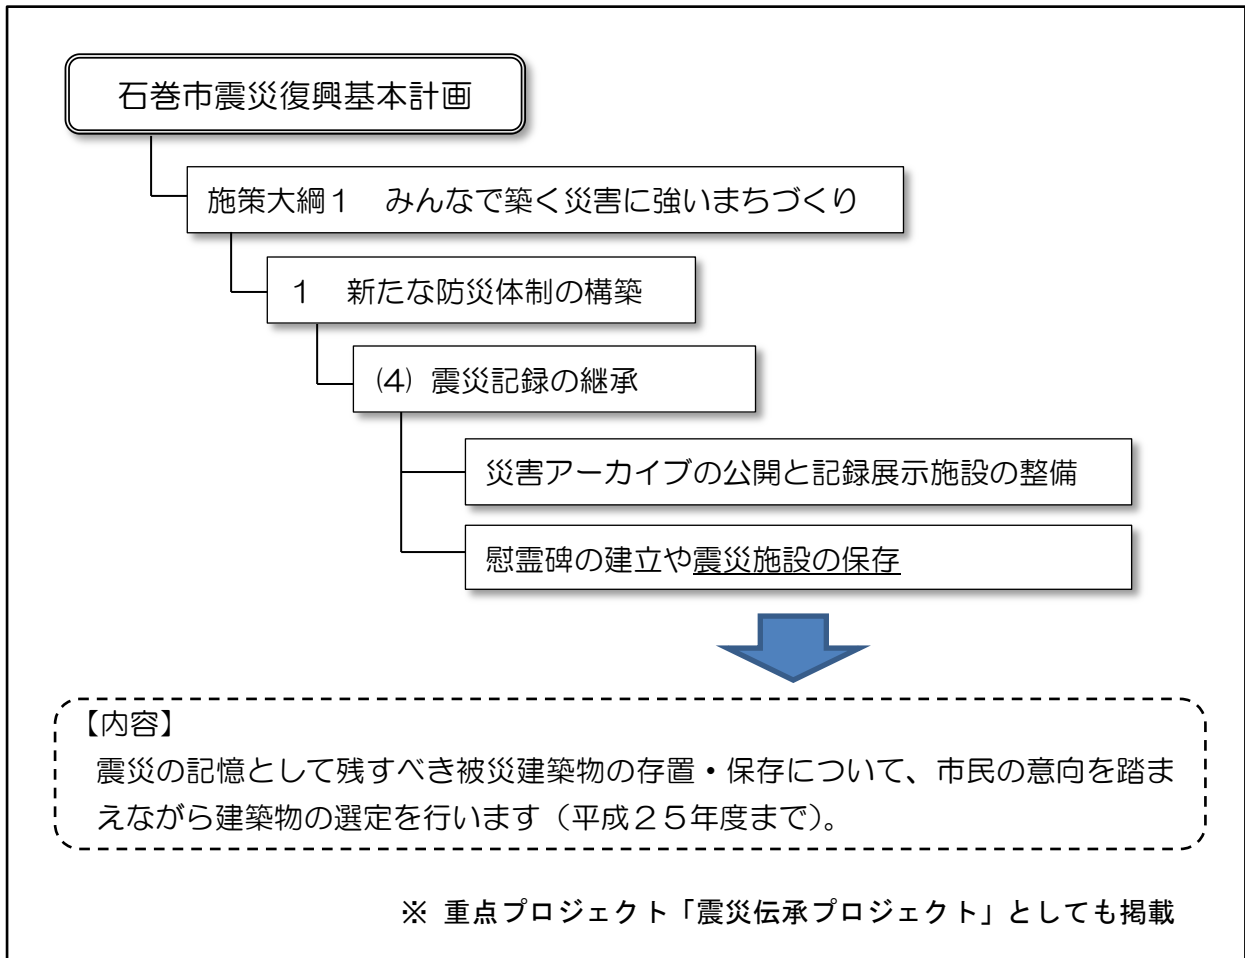 石巻市震災復興基本計画
施策大綱１　みんなで築く災害に強いまちづくり
１　新たな防災体制の構築
⑷ 震災記録の継承
災害アーカイブの公開と記録展示施設の整備
慰霊碑の建立や震災施設の保存
【内容】
震災の記憶として残すべき被災建築物の存置・保存について、市民の意向を踏ま
えながら建築物の選定を行います（平成２５年度まで）。
※ 重点プロジェクト「震災伝承プロジェクト」としても掲載